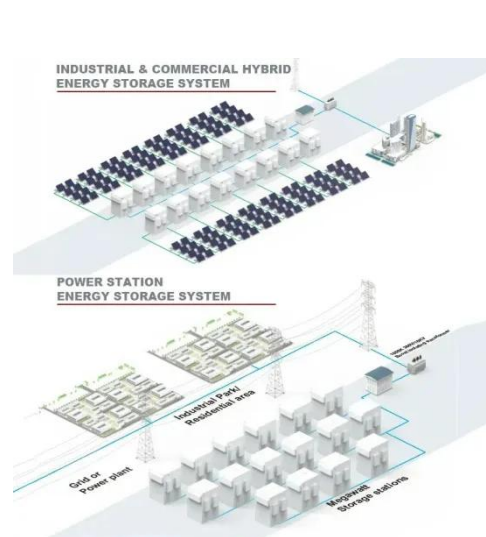 INDUSTRIAL & COMMERCIAL HYBRID
ENERGY STORAGE SYSTEM
POWER STATION
ENERGY STORAGE SYSTEM
Industrial Park/
Residential area
Grid or
Power plant
Megawatt
Storage stations